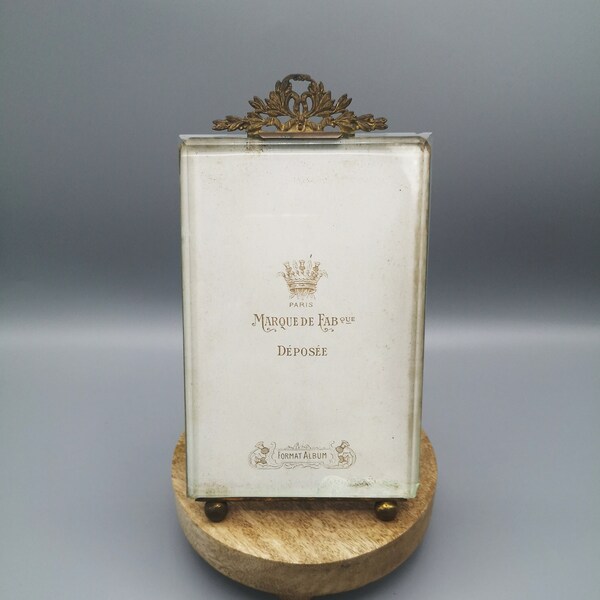 PARIS
MARQUE DE FABQUE
DÉPOSÉE
FORMAT ALBUM